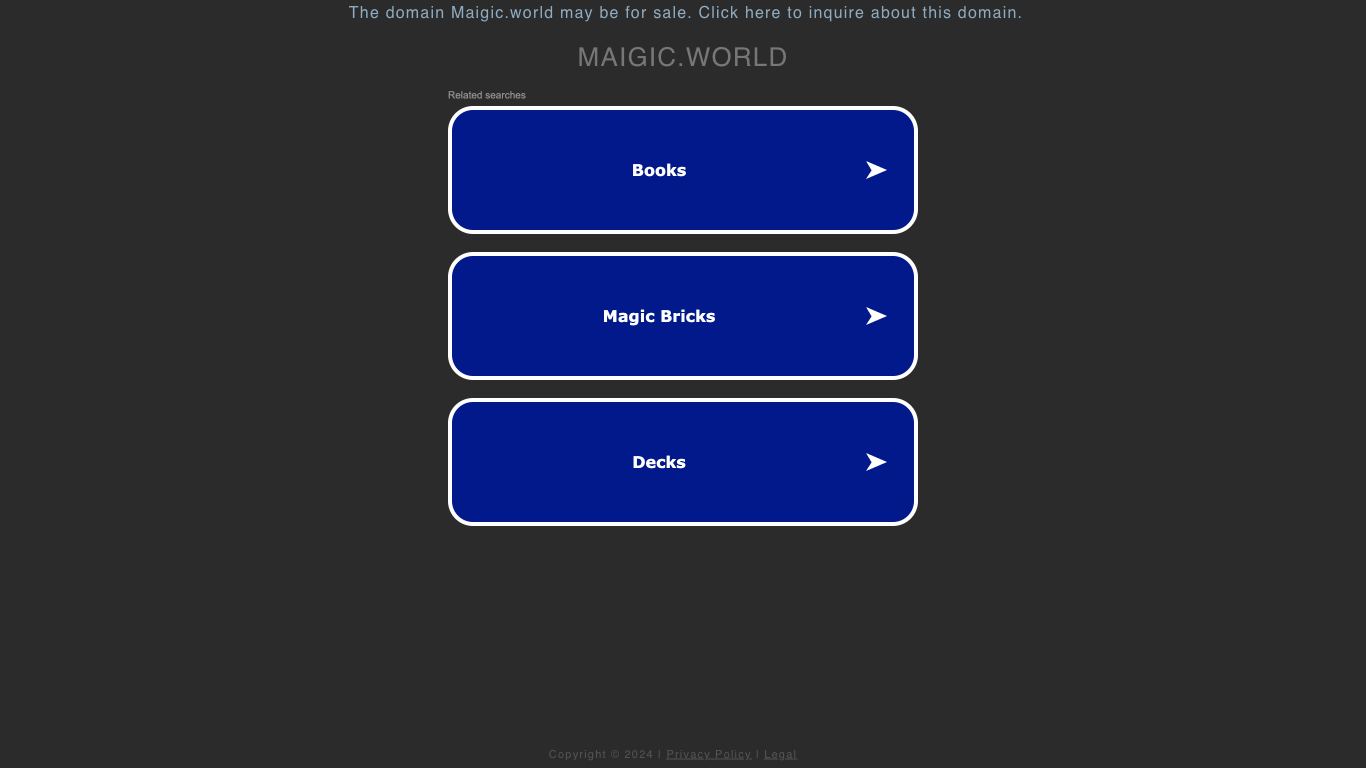 The domain Maigic.world may be for sale. Click here to inquire about this domain.
MAIGIC.WORLD
Related searches
Books
Magic Bricks
Decks
Copyright © 2024 | Privacy Policy | Legal